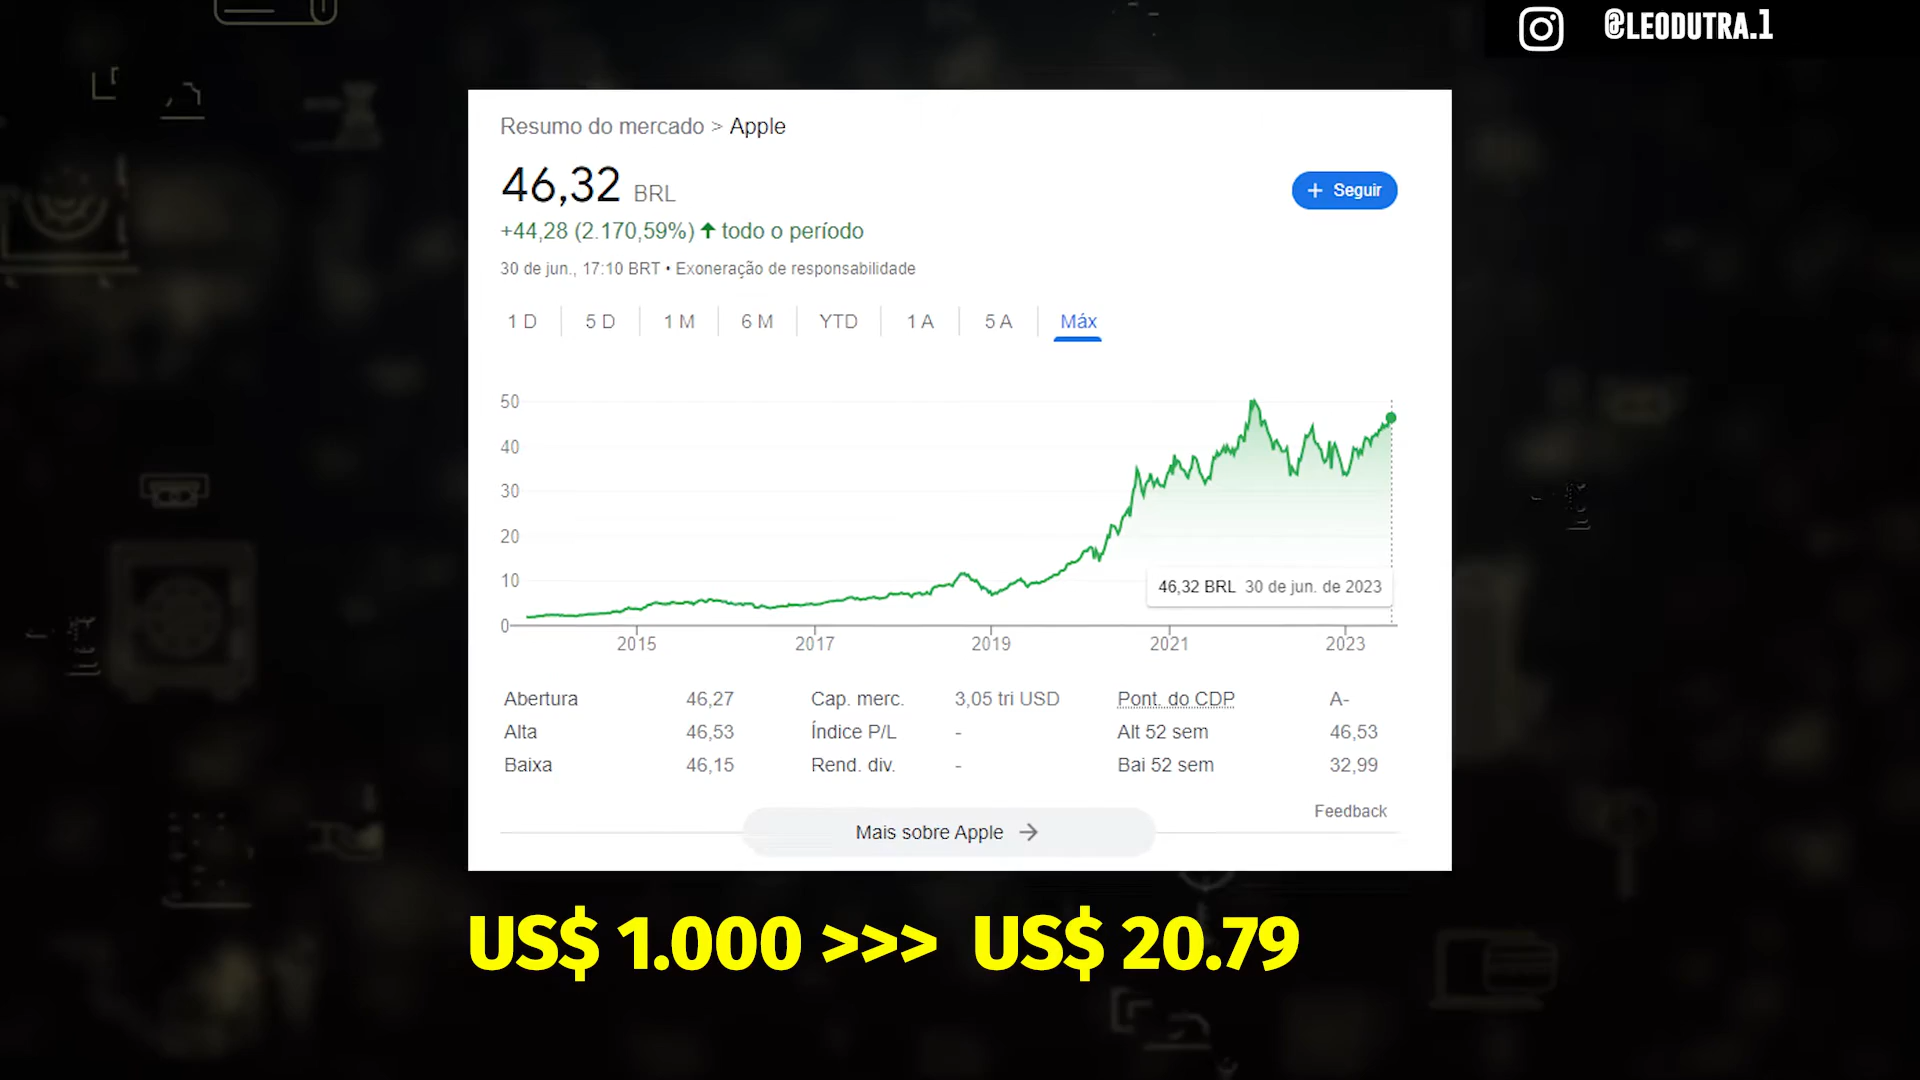 @LEODUTRA.1
Resumo do mercado > Apple
46,32 BRL
+ Seguir
+44,28 (2.170,59%) ↑ todo o período
30 de jun., 17:10 BRT • Exoneração de responsabilidade
1 D 5 D 1 M 6 M YTD 1 A 5 A Máx
50
40
30
20
10
46,32 BRL 30 de jun. de 2023
0
2015 2017 2019 2021 2023
Abertura 46,27 Cap. merc. 3,05 tri USD Pont. do CDP A-
Alta 46,53 Índice P/L - Alt 52 sem 46,53
Baixa 46,15 Rend. div. - Bai 52 sem 32,99
Feedback
Mais sobre Apple →
US$ 1.000 >>> US$ 20.79